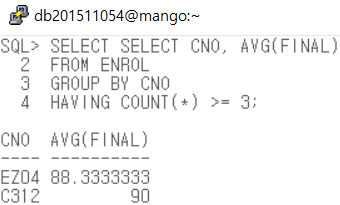 db201511054@mango:~
SQL> SELECT SELECT CNO, AVG(FINAL)
  2  FROM ENROL
  3  GROUP BY CNO
  4  HAVING COUNT(*) >= 3;
CNO  AVG(FINAL)
---- ----------
EZ04 88.3333333
C312         90